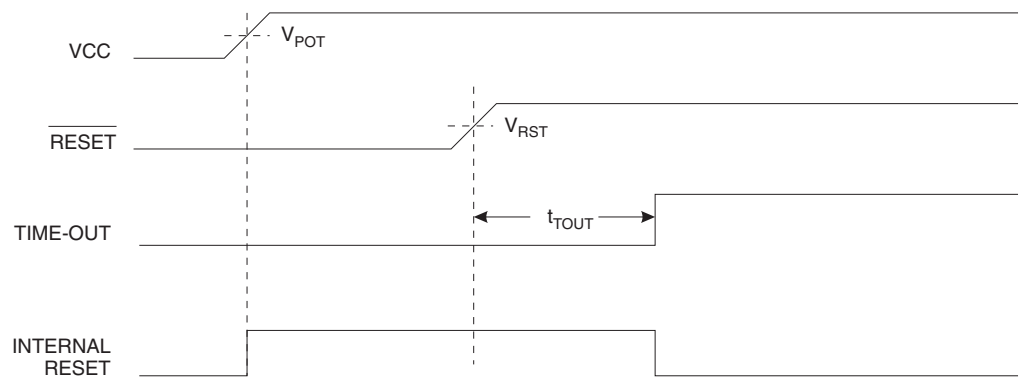 VCC
V_POT
RESET
V_RST
TIME-OUT
t_TOUT
INTERNAL
RESET